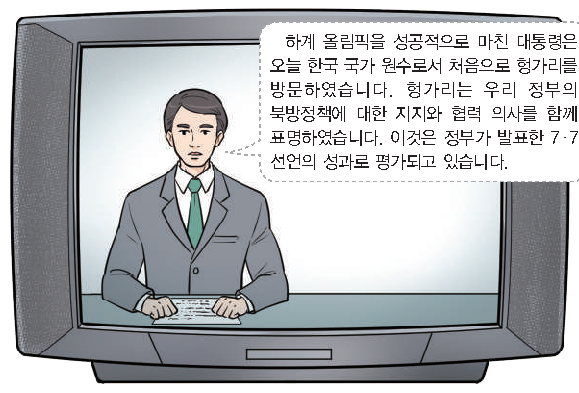 하계 올림픽을 성공적으로 마친 대통령은
오늘 한국 국가 원수로서 처음으로 헝가리를
방문하였습니다. 헝가리는 우리 정부의
북방정책에 대한 지지와 협력 의사를 함께
표명하였습니다. 이것은 정부가 발표한 7·7
선언의 성과로 평가되고 있습니다.